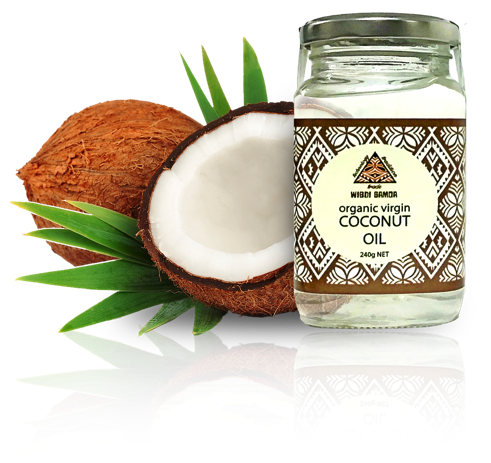 WIBDI SAMOA
organic virgin
COCONUT
OIL
240g NET